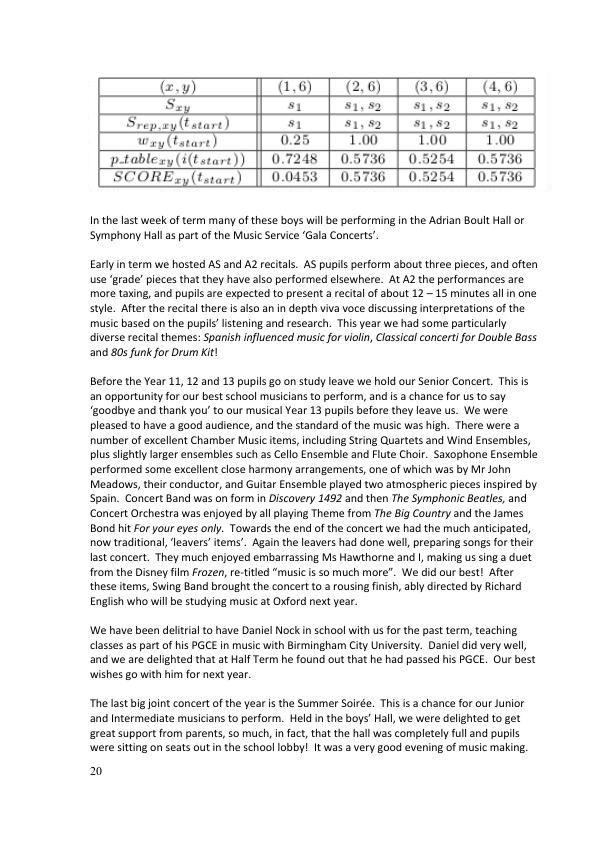 (x, y) (1, 6) (2, 6) (3, 6) (4, 6)
S_xy s_1 s_1, s_2 s_1, s_2 s_1, s_2
S_rep,xy(t_start) s_1 s_1, s_2 s_1, s_2 s_1, s_2
w_xy(t_start) 0.25 1.00 1.00 1.00
p_table_xy(i(t_start)) 0.7248 0.5736 0.5254 0.5736
SCORE_xy(t_start) 0.0453 0.5736 0.5254 0.5736
In the last week of term many of these boys will be performing in the Adrian Boult Hall or
Symphony Hall as part of the Music Service ‘Gala Concerts’.
Early in term we hosted AS and A2 recitals. AS pupils perform about three pieces, and often
use ‘grade’ pieces that they have also performed elsewhere. At A2 the performances are
more taxing, and pupils are expected to present a recital of about 12 – 15 minutes all in one
style. After the recital there is also an in depth viva voce discussing interpretations of the
music based on the pupils’ listening and research. This year we had some particularly
diverse recital themes: Spanish influenced music for violin, Classical concerti for Double Bass
and 80s funk for Drum Kit!
Before the Year 11, 12 and 13 pupils go on study leave we hold our Senior Concert. This is
an opportunity for our best school musicians to perform, and is a chance for us to say
‘goodbye and thank you’ to our musical Year 13 pupils before they leave us. We were
pleased to have a good audience, and the standard of the music was high. There were a
number of excellent Chamber Music items, including String Quartets and Wind Ensembles,
plus slightly larger ensembles such as Cello Ensemble and Flute Choir. Saxophone Ensemble
performed some excellent close harmony arrangements, one of which was by Mr John
Meadows, their conductor, and Guitar Ensemble played two atmospheric pieces inspired by
Spain. Concert Band was on form in Discovery 1492 and then The Symphonic Beatles, and
Concert Orchestra was enjoyed by all playing Theme from The Big Country and the James
Bond hit For your eyes only. Towards the end of the concert we had the much anticipated,
now traditional, ‘leavers’ items’. Again the leavers had done well, preparing songs for their
last concert. They much enjoyed embarrassing Ms Hawthorne and I, making us sing a duet
from the Disney film Frozen, re-titled “music is so much more”. We did our best! After
these items, Swing Band brought the concert to a rousing finish, ably directed by Richard
English who will be studying music at Oxford next year.
We have been delitrial to have Daniel Nock in school with us for the past term, teaching
classes as part of his PGCE in music with Birmingham City University. Daniel did very well,
and we are delighted that at Half Term he found out that he had passed his PGCE. Our best
wishes go with him for next year.
The last big joint concert of the year is the Summer Soirée. This is a chance for our Junior
and Intermediate musicians to perform. Held in the boys’ Hall, we were delighted to get
great support from parents, so much, in fact, that the hall was completely full and pupils
were sitting on seats out in the school lobby! It was a very good evening of music making.
20